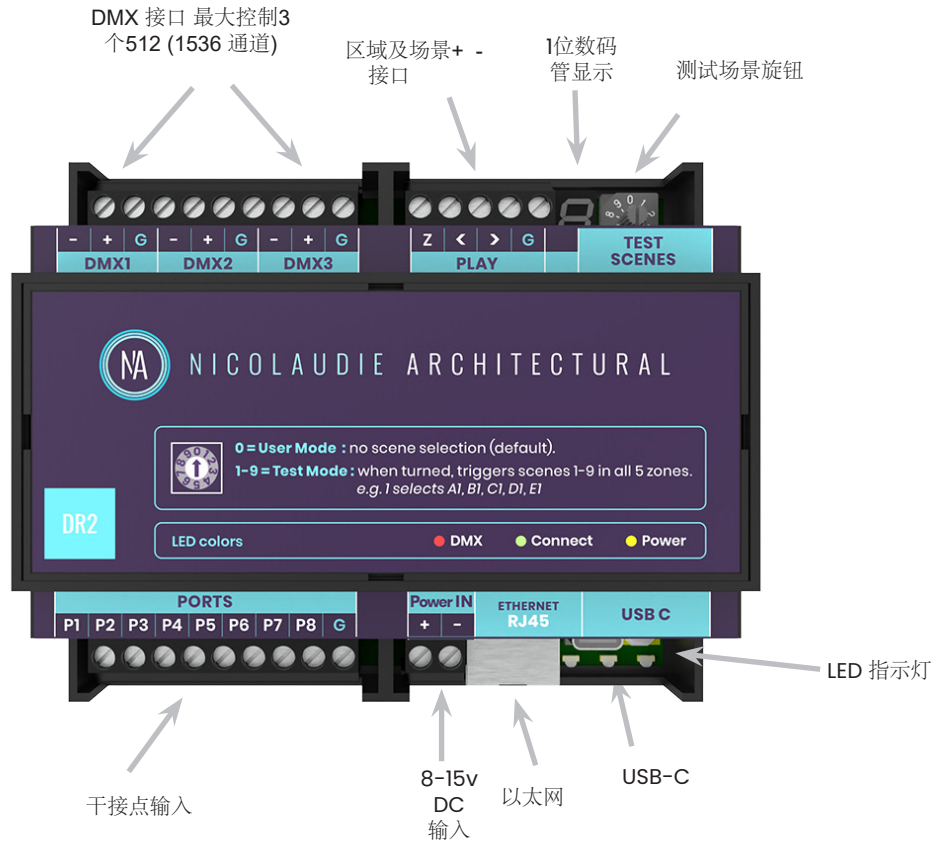 DMX 接口 最大控制3
个512 (1536 通道)
区域及场景+ -
接口
1位数码
管显示
测试场景旋钮
- + G - + G - + G
DMX1 DMX2 DMX3
Z < > G
PLAY
TEST
SCENES
NA NICOLAUDIE ARCHITECTURAL
0 = User Mode : no scene selection (default).
1-9 = Test Mode : when turned, triggers scenes 1-9 in all 5 zones.
e.g. 1 selects A1, B1, C1, D1, E1
DR2
LED colors DMX Connect Power
PORTS
P1 P2 P3 P4 P5 P6 P7 P8 G
Power IN
+ -
ETHERNET
RJ45
USB C
LED 指示灯
干接点输入
8-15v
DC
输入
以太网
USB-C